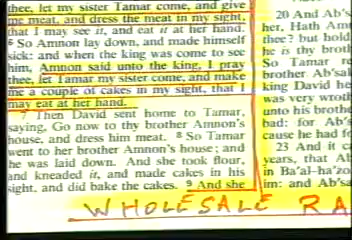 thee, let my sister Tamar come, and give
me meat, and dress the meat in my sight,
that I may see it, and eat it at her hand.
6 So Amnon lay down, and made himself
sick: and when the king was come to see
him, Amnon said unto the king, I pray
thee, let Tamar my sister come, and make
me a couple of cakes in my sight, that I
may eat at her hand.
7 Then David sent home to Tamar,
saying, Go now to thy brother Amnon's
house, and dress him meat. 8 So Tamar
went to her brother Amnon's house; and
he was laid down. And she took flour,
and kneaded it, and made cakes in his
sight, and did bake the cakes. 9 And she
20 And Ab's
her, Hath Amn
thee? but hold
he is thy broth
So Tamar re
brother Ab'sal
king David he
was very wroth
unto his brothe
bad: for Ab's
cause he had fo
23 And it ca
years, that Ab
in Ba'al-ha'zo
im: and Ab'sa
WHOLESALE RA